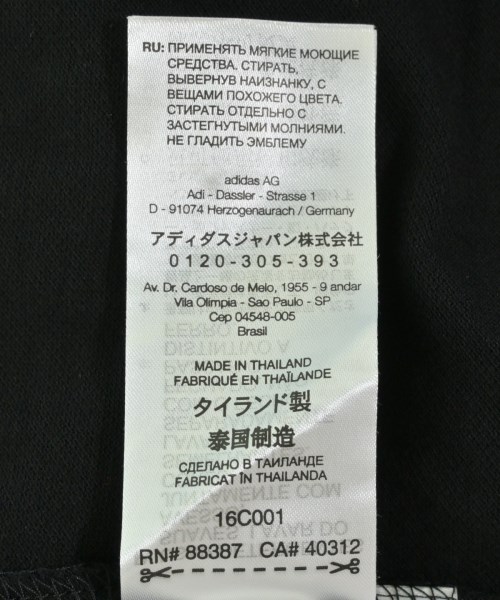 RU: ПРИМЕНЯТЬ МЯГКИЕ МОЮЩИЕ
СРЕДСТВА. СТИРАТЬ,
ВЫВЕРНУВ НАИЗНАНКУ, С
ВЕЩАМИ ПОХОЖЕГО ЦВЕТА.
СТИРАТЬ ОТДЕЛЬНО С
ЗАСТЕГНУТЫМИ МОЛНИЯМИ.
НЕ ГЛАДИТЬ ЭМБЛЕМУ
adidas AG
Adi - Dassler - Strasse 1
D - 91074 Herzogenaurach / Germany
アディダスジャパン株式会社
0120-305-393
Av. Dr. Cardoso de Melo, 1955 - 9 andar
Vila Olimpia - Sao Paulo - SP
Cep 04548-005
Brasil
MADE IN THAILAND
FABRIQUÉ EN THAÏLANDE
タイランド製
泰国制造
СДЕЛАНО В ТАИЛАНДЕ
FABRICAT ÎN THAILANDA
16C001
RN# 88387 CA# 40312